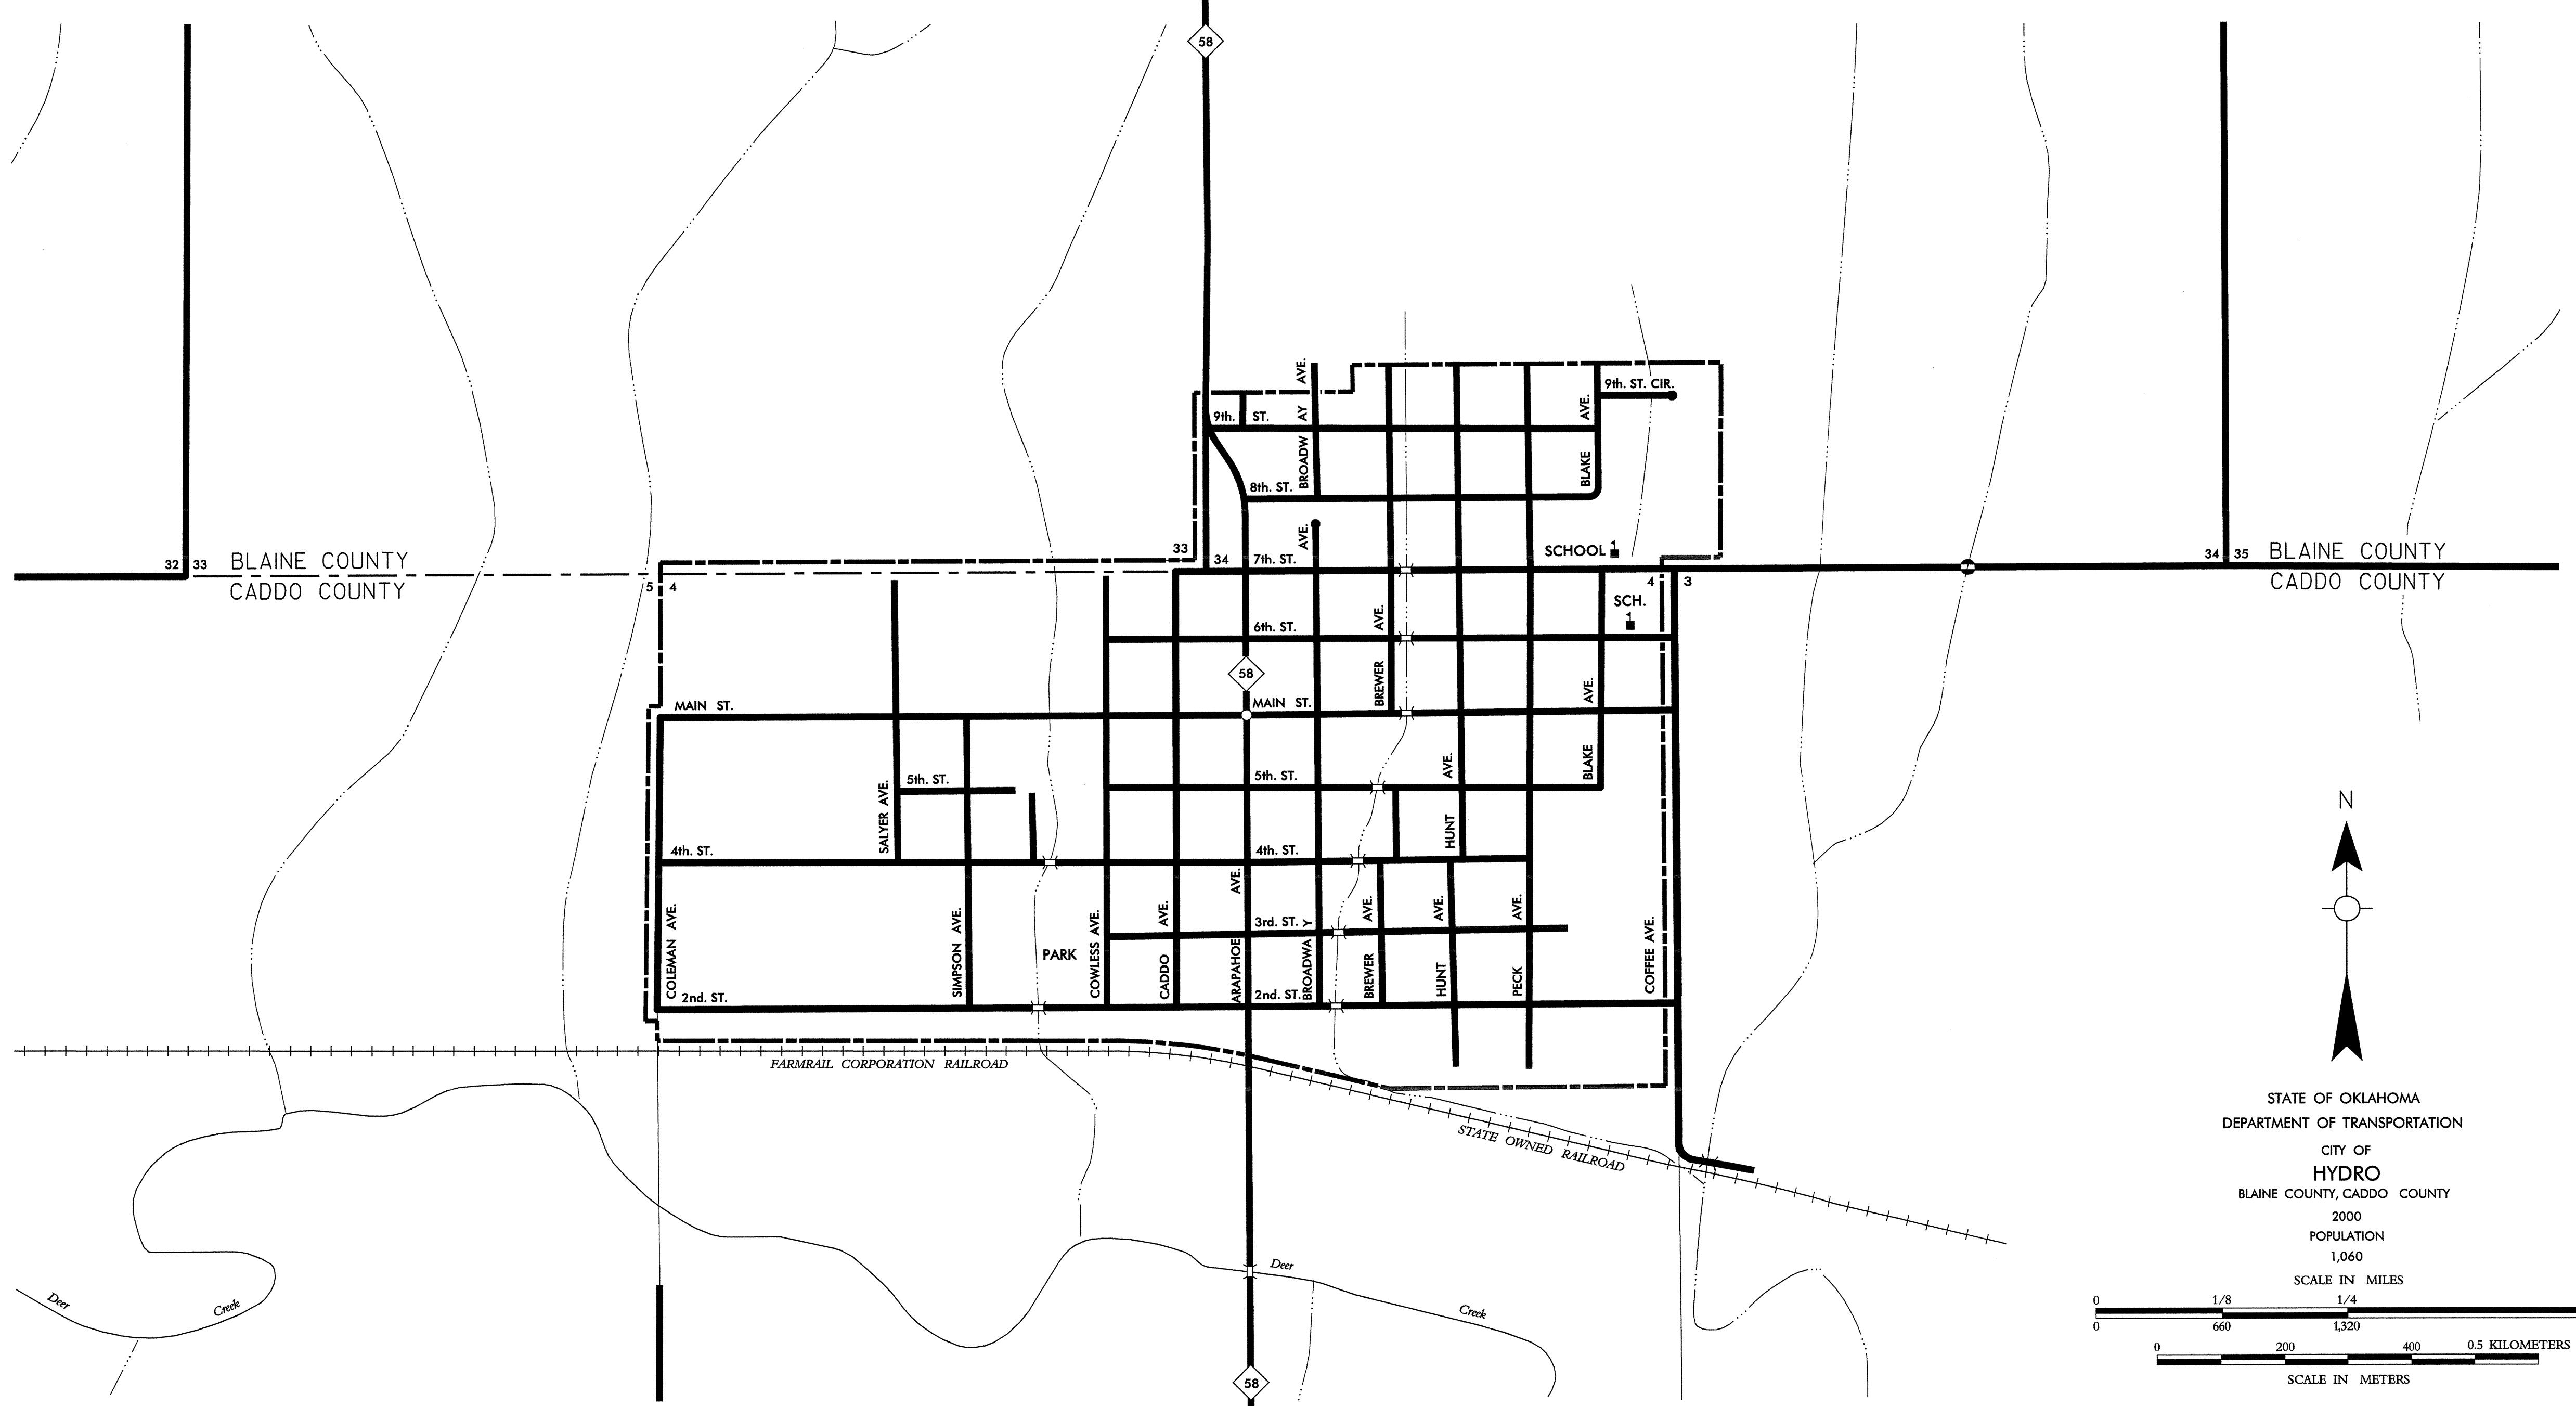 58
AVE.
9th. ST. CIR.
9th. ST.
AY
AVE.
BROADW
BLAKE
8th. ST.
AVE.
33
34
7th. ST.
SCHOOL
32 33
BLAINE COUNTY
CADDO COUNTY
34 35
BLAINE COUNTY
CADDO COUNTY
5 4
4 3
SCH.
6th. ST.
AVE.
BREWER
58
MAIN ST.
MAIN ST.
AVE.
BLAKE
5th. ST.
5th. ST.
AVE.
HUNT
SALYER AVE.
4th. ST.
4th. ST.
COLEMAN AVE.
SIMPSON AVE.
PARK
COWLESS AVE.
CADDO AVE.
ARAPAHOE AVE.
3rd. ST.
BROADWA Y
BREWER AVE.
HUNT AVE.
PECK AVE.
COFFEE AVE.
2nd. ST.
2nd. ST.
FARMRAIL CORPORATION RAILROAD
STATE OWNED RAILROAD
Deer Creek
Deer Creek
58
N
STATE OF OKLAHOMA
DEPARTMENT OF TRANSPORTATION
CITY OF
HYDRO
BLAINE COUNTY, CADDO COUNTY
2000
POPULATION
1,060
SCALE IN MILES
0 1/8 1/4
0 660 1,320
0 200 400 0.5 KILOMETERS
SCALE IN METERS